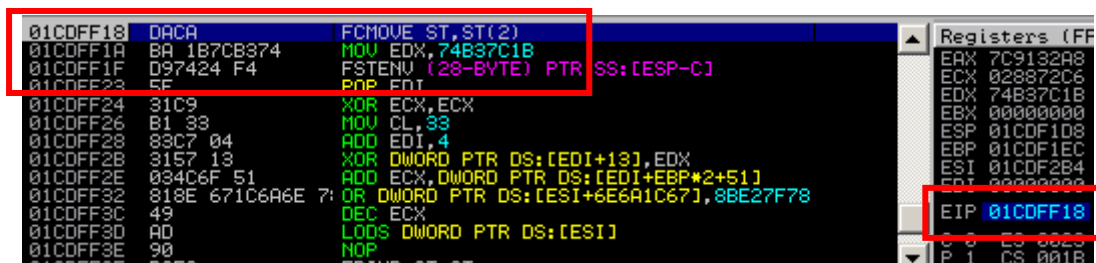 01CDFF18 DACA FCMOVE ST,ST(2)
01CDFF1A BA 1B7CB374 MOV EDX,74B37C1B
01CDFF1F D97424 F4 FSTENV (28-BYTE) PTR SS:[ESP-C]
01CDFF23 5F POP EDI
01CDFF24 31C9 XOR ECX,ECX
01CDFF26 B1 33 MOV CL,33
01CDFF28 83C7 04 ADD EDI,4
01CDFF2B 3157 13 XOR DWORD PTR DS:[EDI+13],EDX
01CDFF2E 034C6F 51 ADD ECX,DWORD PTR DS:[EDI+EBP*2+51]
01CDFF32 818E 671C6A6E 7 OR DWORD PTR DS:[ESI+6E6A1C67],8BE27F78
01CDFF3C 49 DEC ECX
01CDFF3D AD LODS DWORD PTR DS:[ESI]
01CDFF3E 90 NOP
Registers (FP
EAX 7C9132A8
ECX 028872C6
EDX 74B37C1B
EBX 00000000
ESP 01CDF1D8
EBP 01CDF1EC
ESI 01CDF2B4
EDI 00000000
EIP 01CDFF18
C 0 ES 0023
P 1 CS 001B